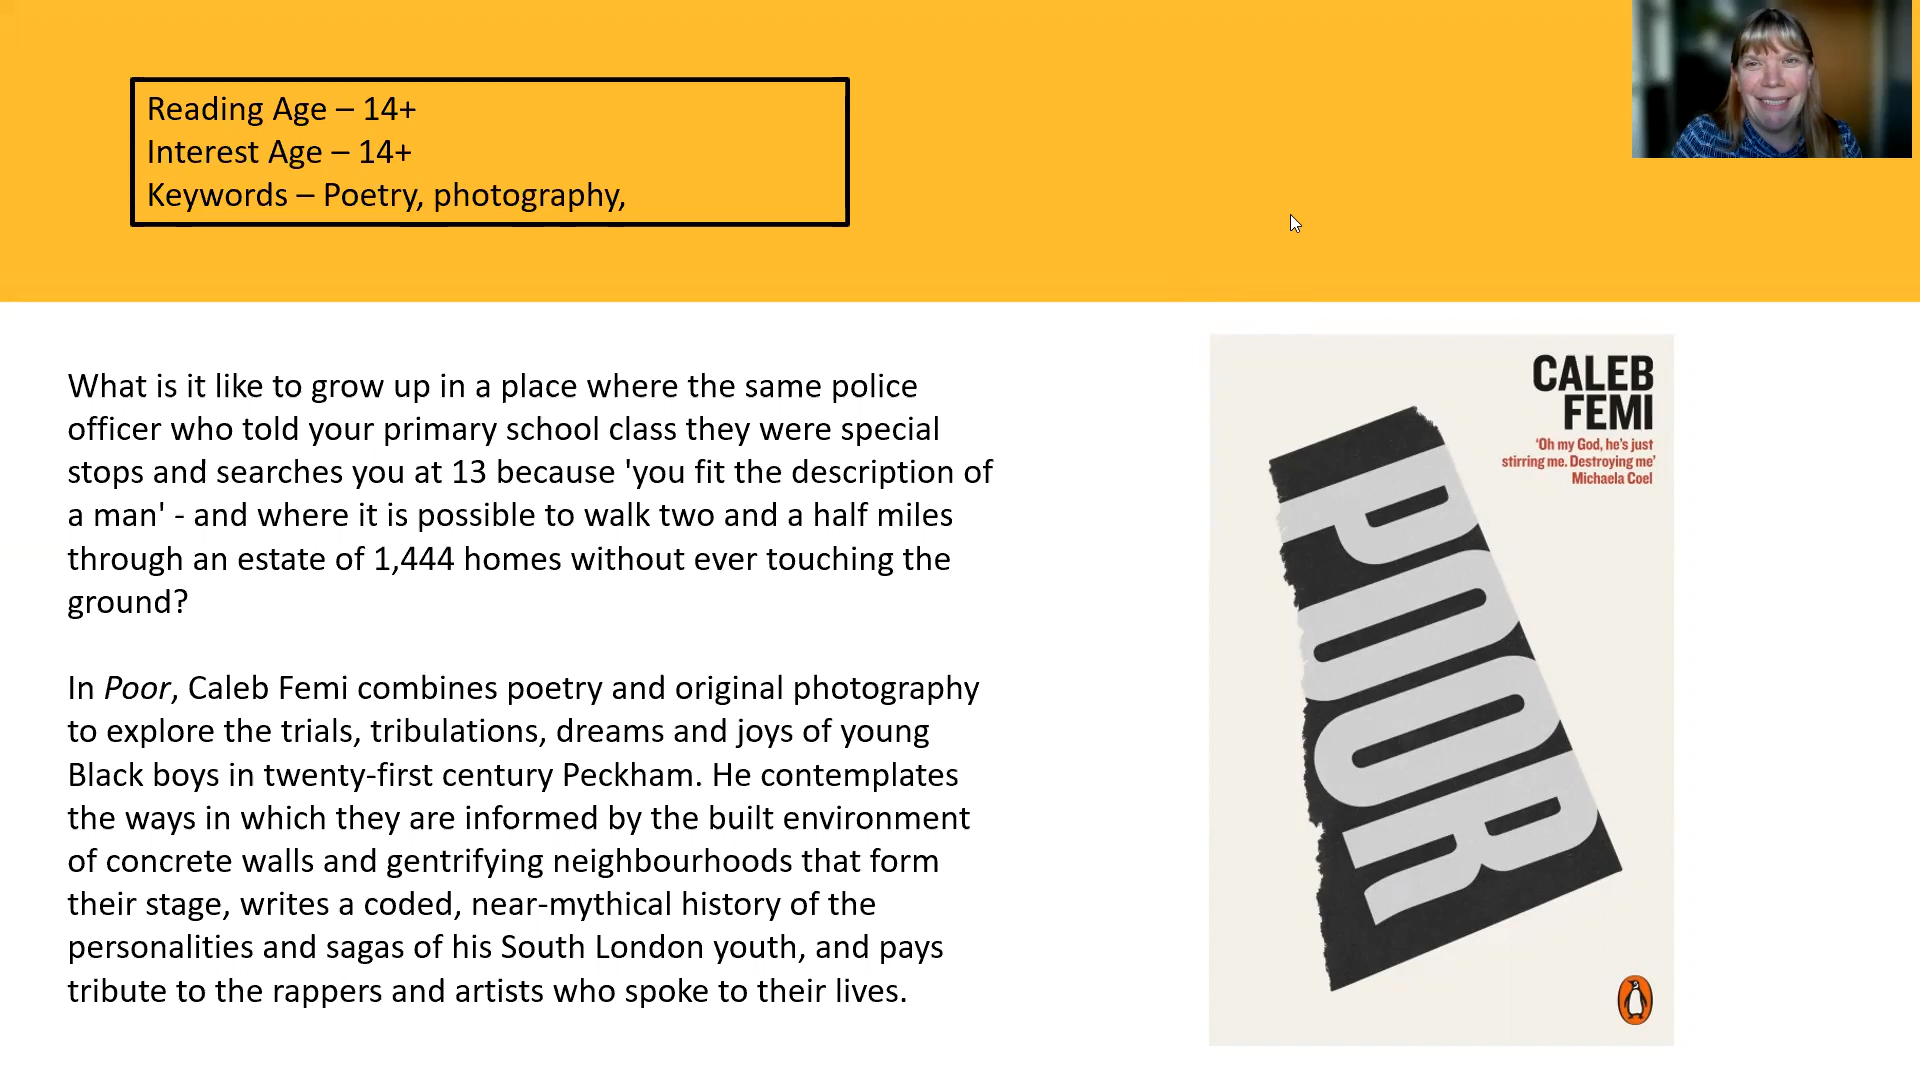 Reading Age – 14+
Interest Age – 14+
Keywords – Poetry, photography,
What is it like to grow up in a place where the same police
officer who told your primary school class they were special
stops and searches you at 13 because 'you fit the description of
a man' - and where it is possible to walk two and a half miles
through an estate of 1,444 homes without ever touching the
ground?
In Poor, Caleb Femi combines poetry and original photography
to explore the trials, tribulations, dreams and joys of young
Black boys in twenty-first century Peckham. He contemplates
the ways in which they are informed by the built environment
of concrete walls and gentrifying neighbourhoods that form
their stage, writes a coded, near-mythical history of the
personalities and sagas of his South London youth, and pays
tribute to the rappers and artists who spoke to their lives.
CALEB
FEMI
‘Oh my God, he’s just
stirring me. Destroying me’
Michaela Coel
POOR